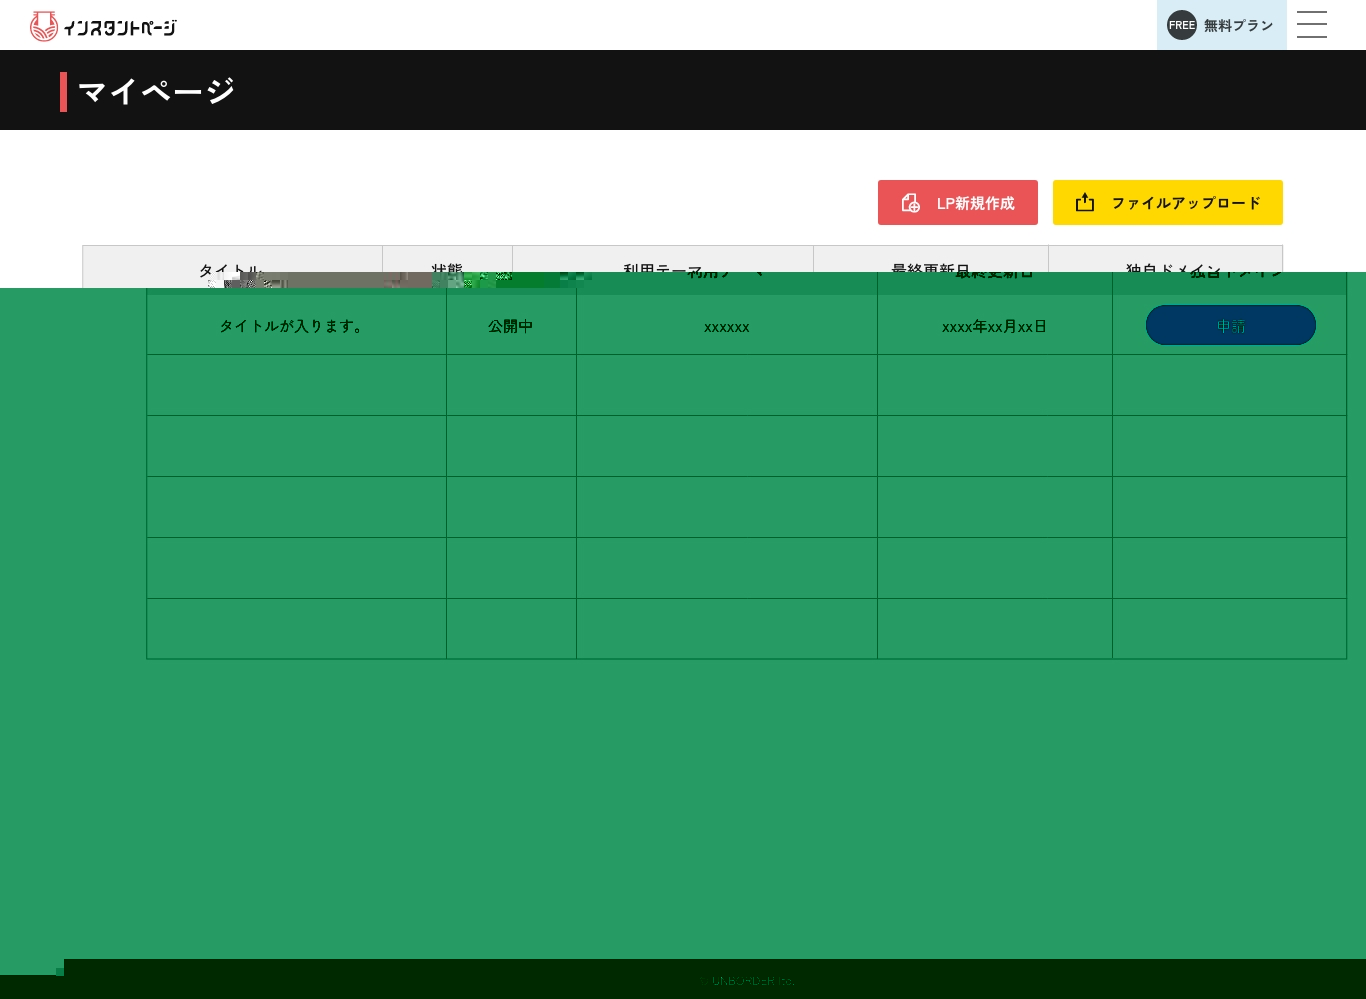 インスタントページ
FREE 無料プラン
マイページ
LP新規作成 ファイルアップロード
タイトル 状態 利用テーマ 最終更新日 独自ドメイン
タイトルが入ります。 公開中 xxxxxx xxxx年xx月xx日 申請
UNBORDER Inc.